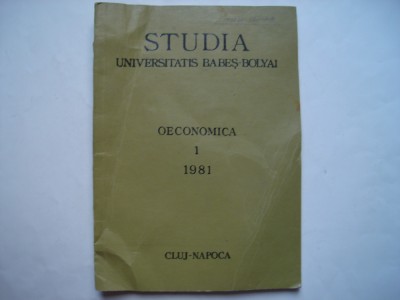 STUDIA
UNIVERSITATIS BABEŞ-BOLYAI
OECONOMICA
1
1981
CLUJ-NAPOCA